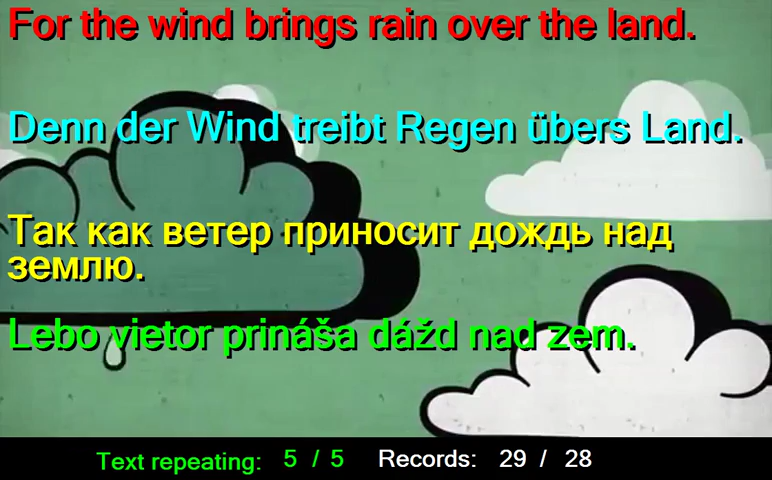 For the wind brings rain over the land.
Denn der Wind treibt Regen übers Land.
Так как ветер приносит дождь над
землю.
Lebo vietor prináša dážd nad zem.
Text repeating: 5 / 5 Records: 29 / 28